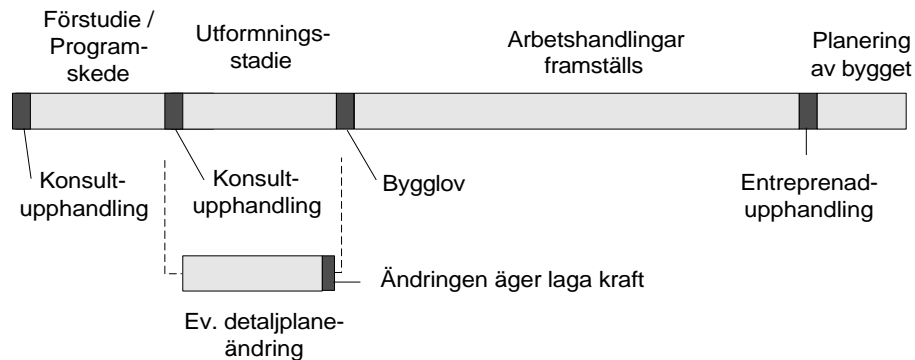 Förstudie /
Program-
skede
Utformnings-
stadie
Arbetshandlingar
framställs
Planering
av bygget
Konsult-
upphandling
Konsult-
upphandling
Bygglov
Entreprenad-
upphandling
Ändringen äger laga kraft
Ev. detaljplane-
ändring